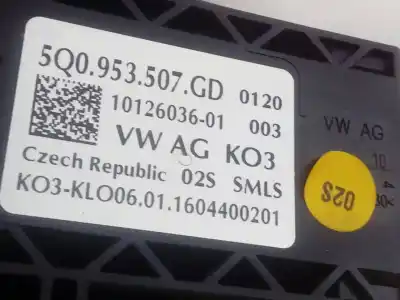 5Q0.953.507.GD 0120
10126036-01 003
VW AG KO3
Czech Republic 02S SMLS
KO3-KLO06.01.1604400201
VW AG
10
02S